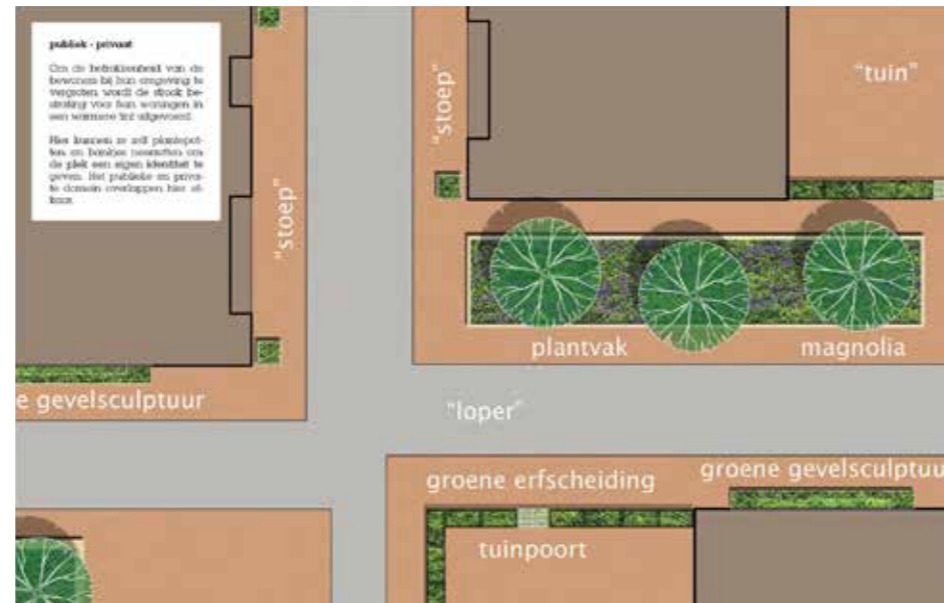 publiek - privaat
Om de betrokkenheid van de
bewoners bij hun omgeving te
vergroten wordt de strook be-
strating voor hun woningen in
een warmere tint uitgevoerd.
Hier kunnen ze zelf plantepot-
ten en bankjes neerzetten om
de plek een eigen identiteit te
geven. Het publieke en priva-
te domein overlappen hier el-
kaar.
"stoep"
"stoep"
"tuin"
plantvak
magnolia
e gevelsculptuur
"loper"
groene erfscheiding
groene gevelsculptuu
tuinpoort